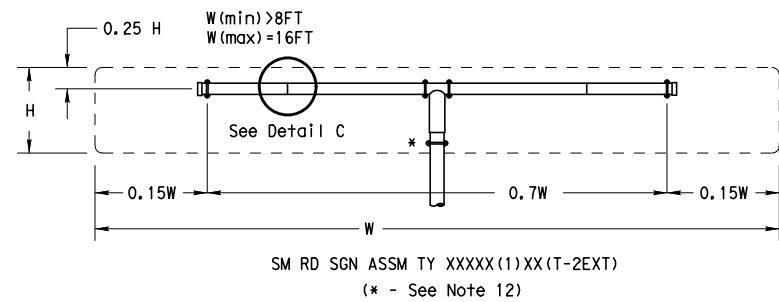 0.25 H
W(min)>8FT
W(max)=16FT
H
See Detail C
*
0.15W
0.7W
0.15W
W
SM RD SGN ASSM TY XXXXX(1)XX(T-2EXT)
(* - See Note 12)